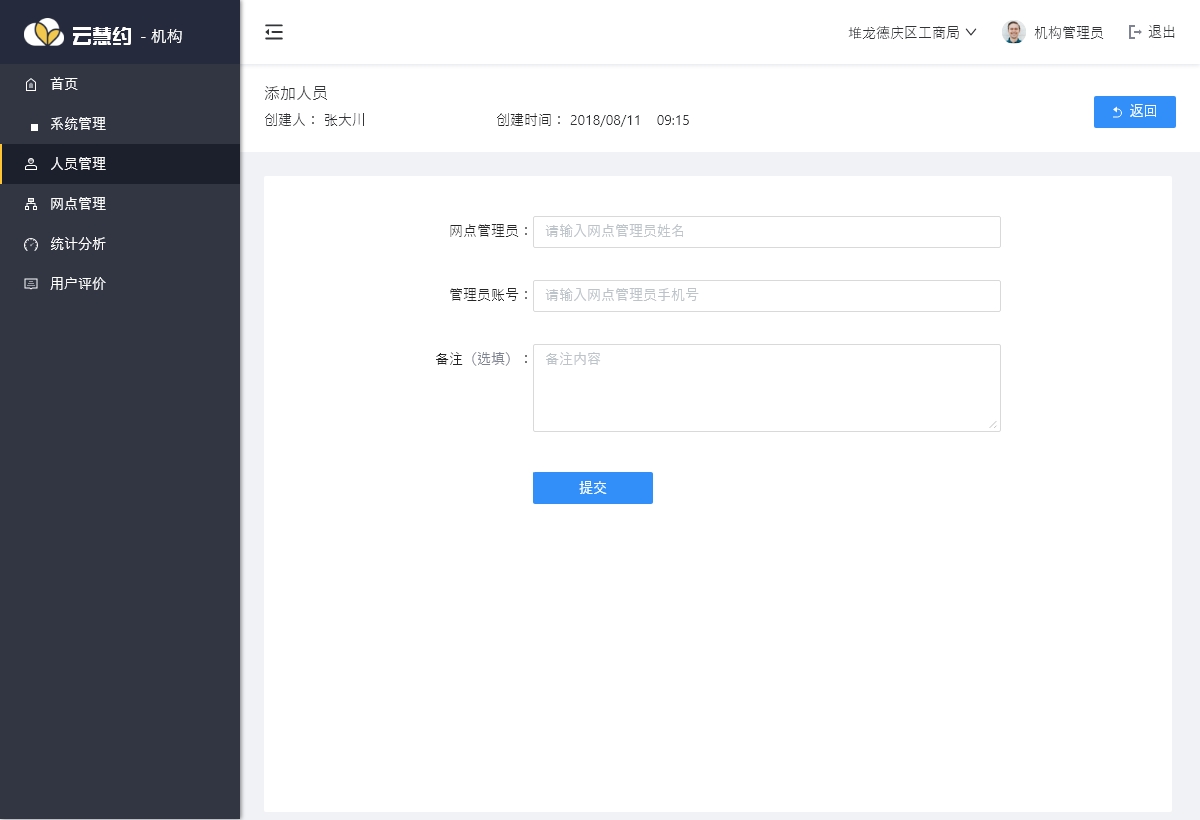 云慧约 - 机构
堆龙德庆区工商局 机构管理员 退出
首页
系统管理
人员管理
网点管理
统计分析
用户评价
添加人员
创建人： 张大川 创建时间： 2018/08/11 09:15
返回
网点管理员： 请输入网点管理员姓名
管理员账号： 请输入网点管理员手机号
备注（选填）： 备注内容
提交